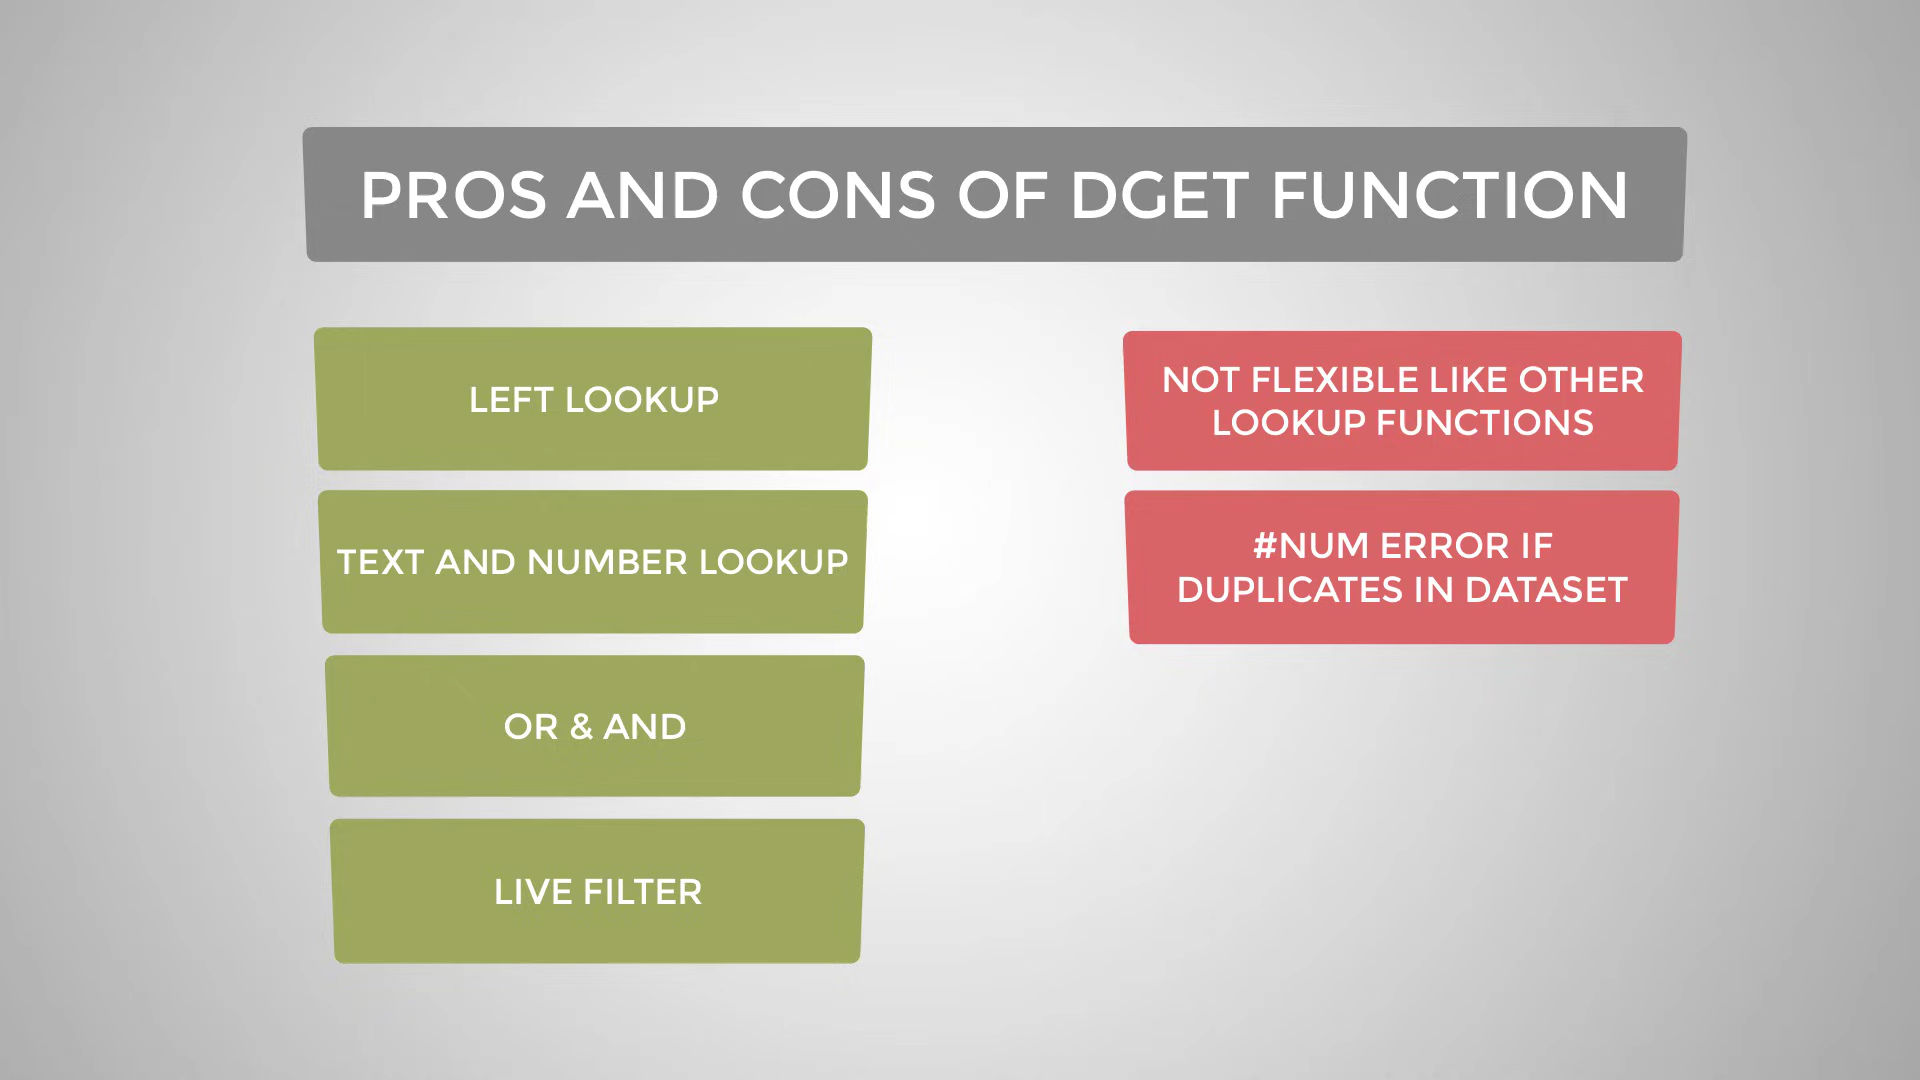 PROS AND CONS OF DGET FUNCTION
LEFT LOOKUP
TEXT AND NUMBER LOOKUP
OR & AND
LIVE FILTER
NOT FLEXIBLE LIKE OTHER
LOOKUP FUNCTIONS
#NUM ERROR IF
DUPLICATES IN DATASET